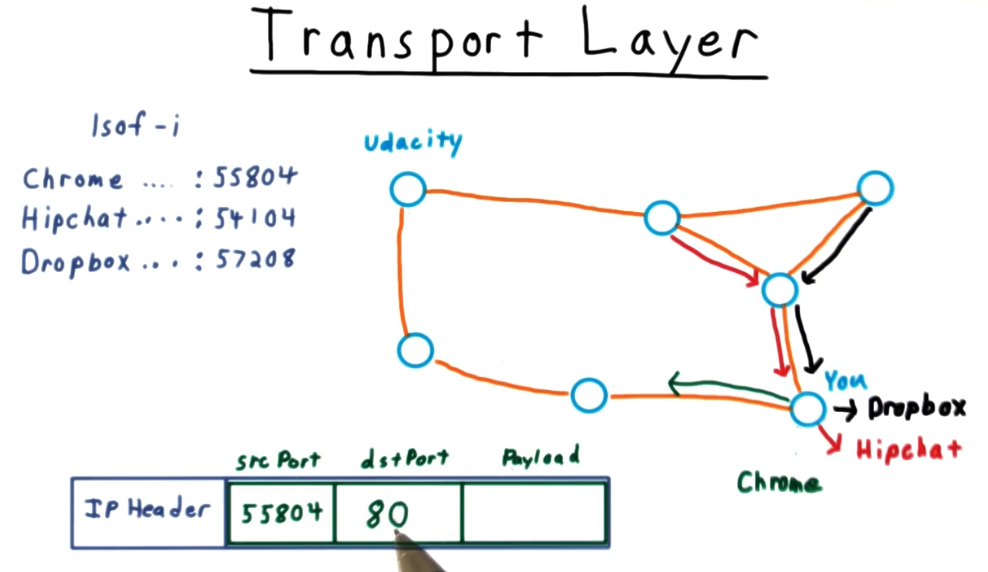 Transport Layer
lsof -i
Chrome .... : 55804
Hipchat .... : 54104
Dropbox ... . : 57208
Udacity
You
Dropbox
Hipchat
Chrome
src Port dst Port Payload
IP Header 55804 80